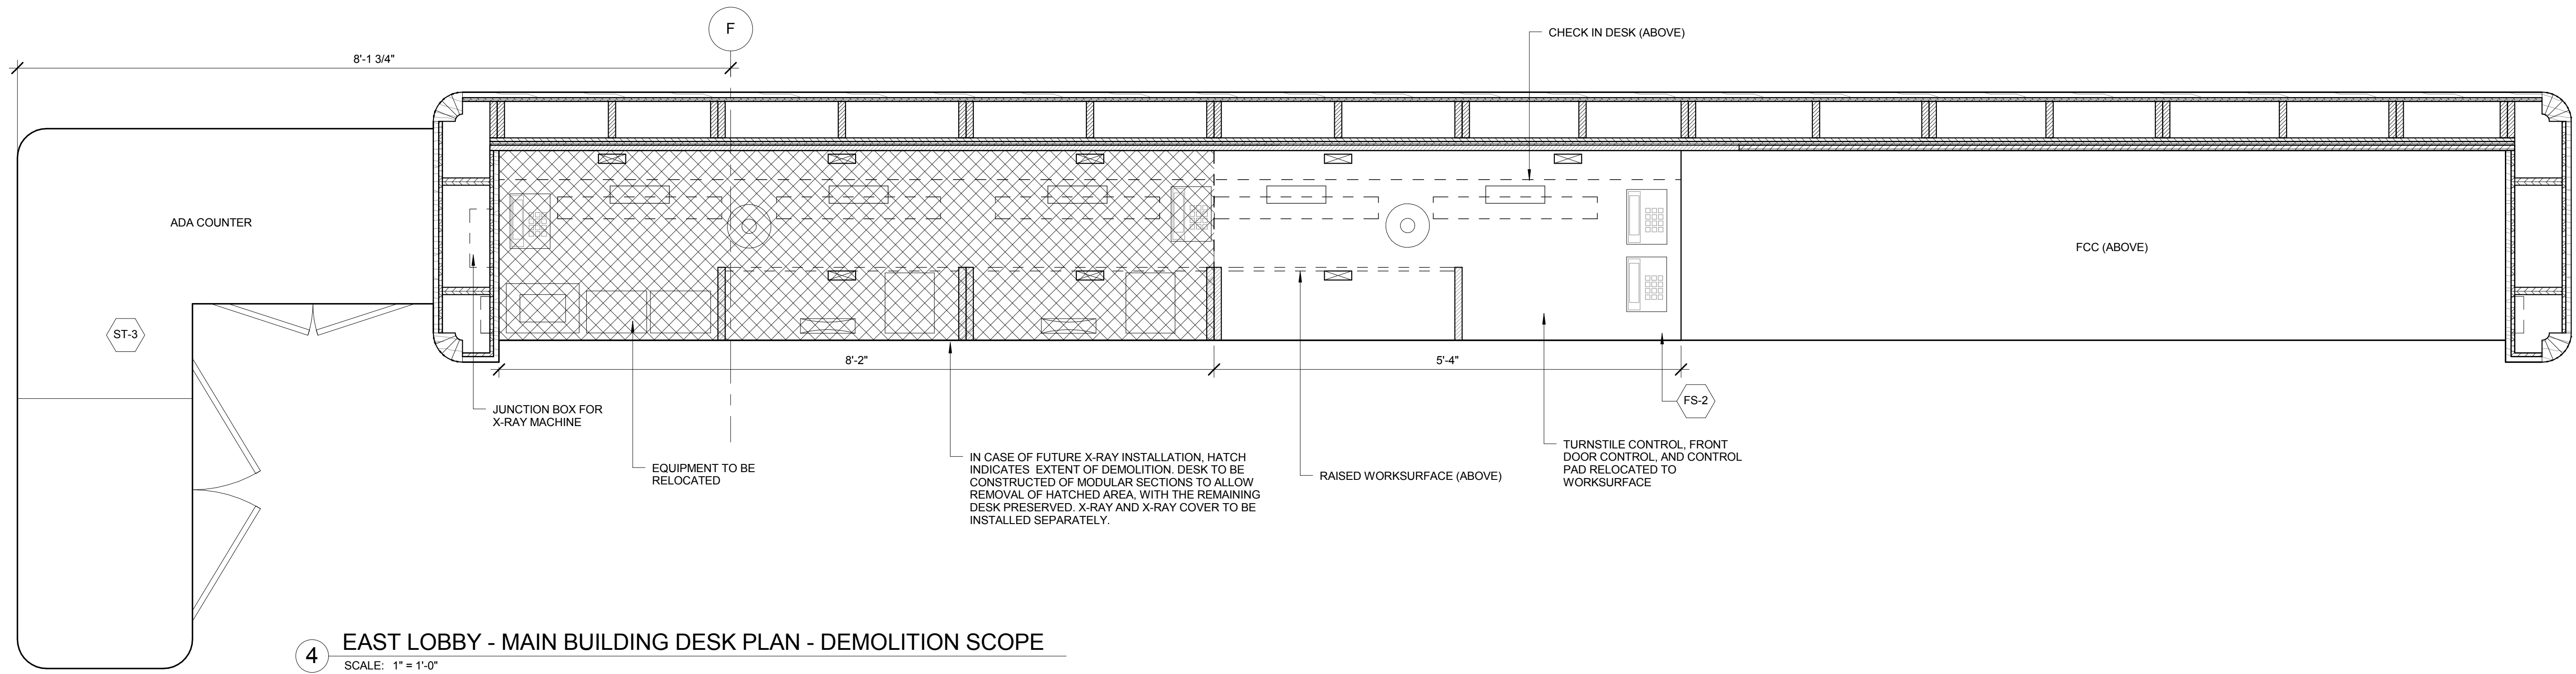 F
CHECK IN DESK (ABOVE)
8'-1 3/4"
ADA COUNTER
FCC (ABOVE)
ST-3
8'-2"
5'-4"
FS-2
JUNCTION BOX FOR
X-RAY MACHINE
EQUIPMENT TO BE
RELOCATED
IN CASE OF FUTURE X-RAY INSTALLATION, HATCH
INDICATES EXTENT OF DEMOLITION. DESK TO BE
CONSTRUCTED OF MODULAR SECTIONS TO ALLOW
REMOVAL OF HATCHED AREA, WITH THE REMAINING
DESK PRESERVED. X-RAY AND X-RAY COVER TO BE
INSTALLED SEPARATELY.
RAISED WORKSURFACE (ABOVE)
TURNSTILE CONTROL, FRONT
DOOR CONTROL, AND CONTROL
PAD RELOCATED TO
WORKSURFACE
4
EAST LOBBY - MAIN BUILDING DESK PLAN - DEMOLITION SCOPE
SCALE: 1" = 1'-0"